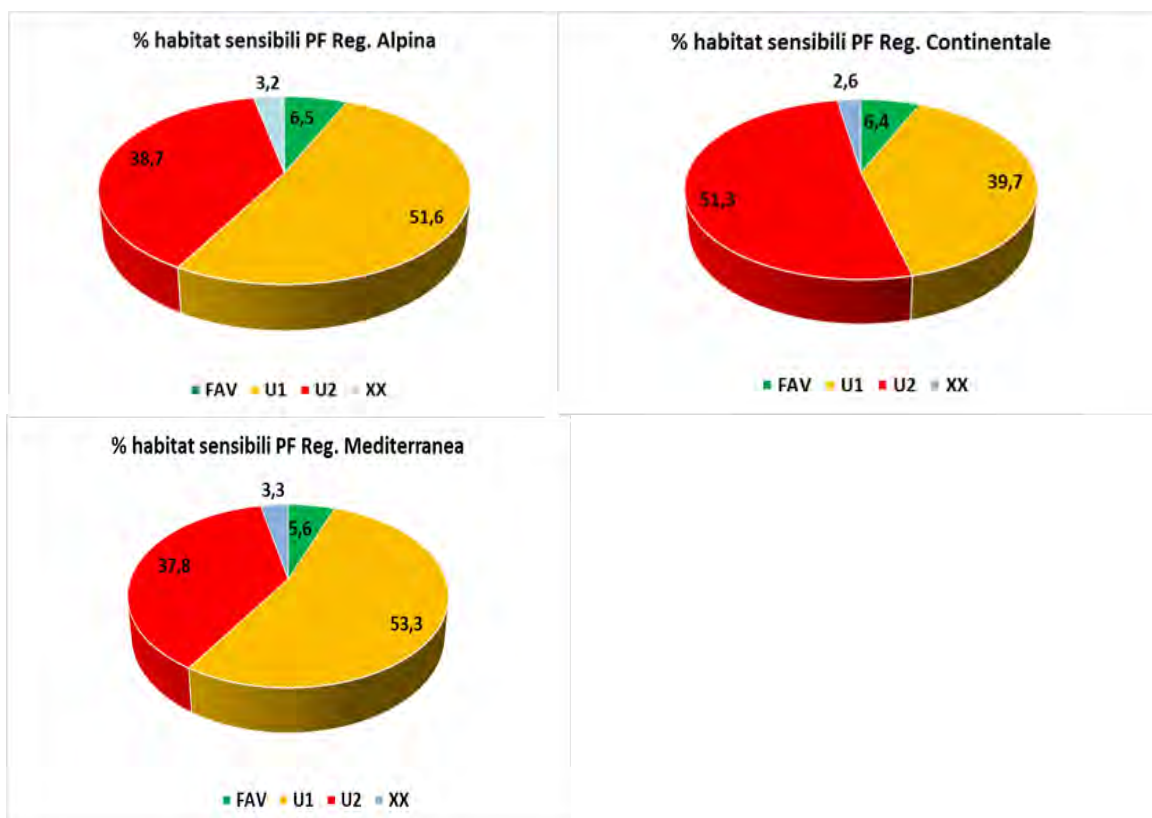 % habitat sensibili PF Reg. Alpina
3,2
6,5
38,7
51,6
FAV U1 U2 XX
% habitat sensibili PF Reg. Continentale
2,6
6,4
39,7
51,3
FAV U1 U2 XX
% habitat sensibili PF Reg. Mediterranea
3,3
5,6
37,8
53,3
FAV U1 U2 XX